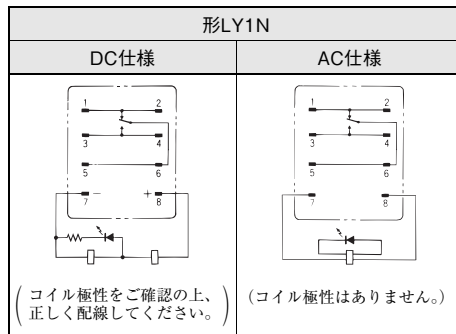 形LY1N
DC仕様
AC仕様
1 2
3 4
5 6
− +
7 8
1 2
3 4
5 6
7 8
(コイル極性をご確認の上、
正しく配線してください。)
(コイル極性はありません。)